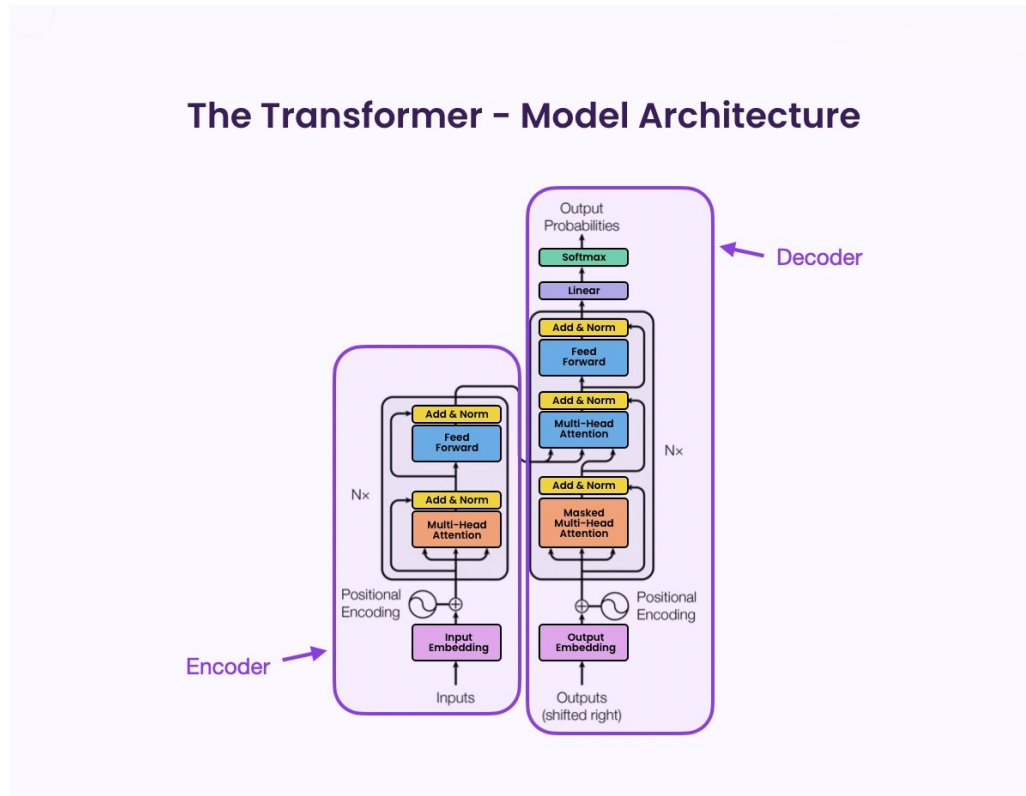 The Transformer - Model Architecture
Output
Probabilities
Softmax
Linear
Add & Norm
Feed
Forward
Add & Norm
Multi-Head
Attention
Nx
Add & Norm
Masked
Multi-Head
Attention
Positional
Encoding
Output
Embedding
Outputs
(shifted right)
Decoder
Add & Norm
Feed
Forward
Nx
Add & Norm
Multi-Head
Attention
Positional
Encoding
Input
Embedding
Inputs
Encoder